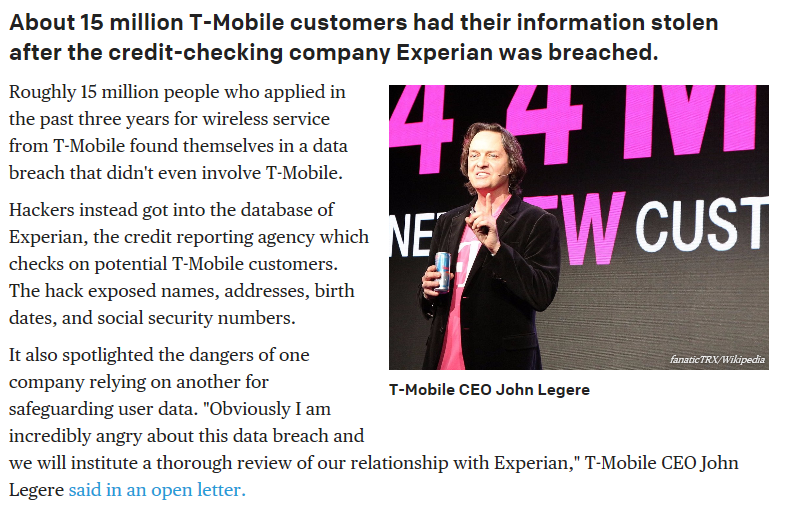 About 15 million T-Mobile customers had their information stolen
after the credit-checking company Experian was breached.
Roughly 15 million people who applied in
the past three years for wireless service
from T-Mobile found themselves in a data
breach that didn't even involve T-Mobile.
Hackers instead got into the database of
Experian, the credit reporting agency which
checks on potential T-Mobile customers.
The hack exposed names, addresses, birth
dates, and social security numbers.
It also spotlighted the dangers of one
company relying on another for
safeguarding user data. "Obviously I am
incredibly angry about this data breach and
4 4 M
NE EW CUST
T
fanaticTRX/Wikipedia
T-Mobile CEO John Legere
we will institute a thorough review of our relationship with Experian," T-Mobile CEO John
Legere said in an open letter.